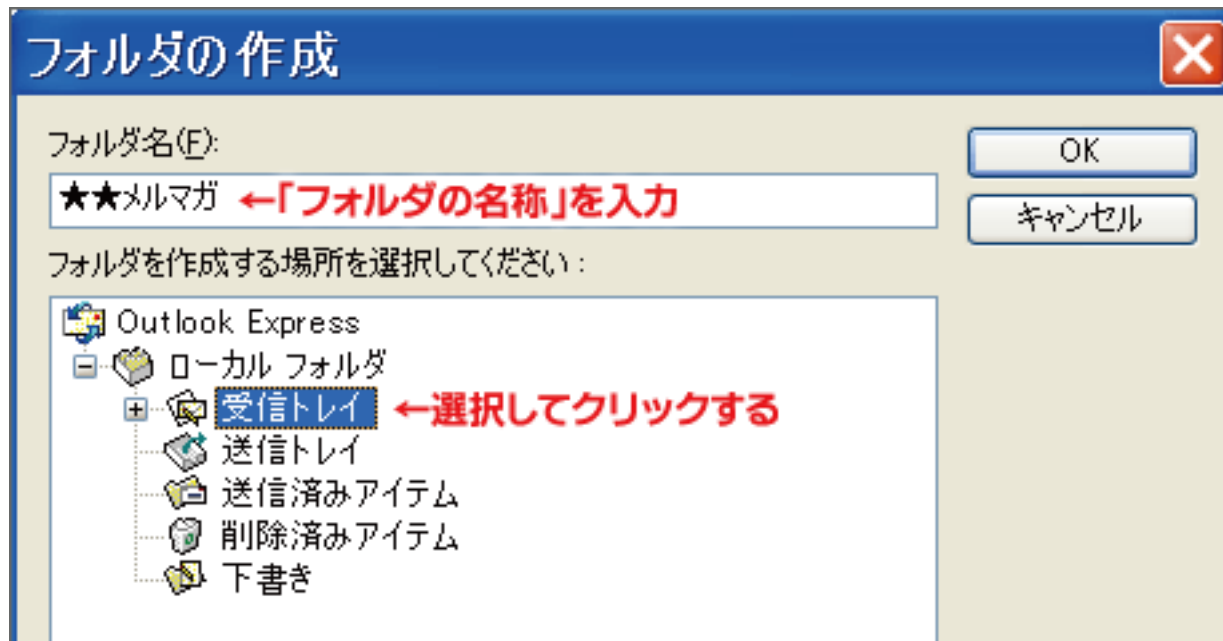 フォルダの作成
フォルダ名(F):
OK
★★メルマガ ←「フォルダの名称」を入力
キャンセル
フォルダを作成する場所を選択してください:
Outlook Express
ローカル フォルダ
受信トレイ ←選択してクリックする
送信トレイ
送信済みアイテム
削除済みアイテム
下書き